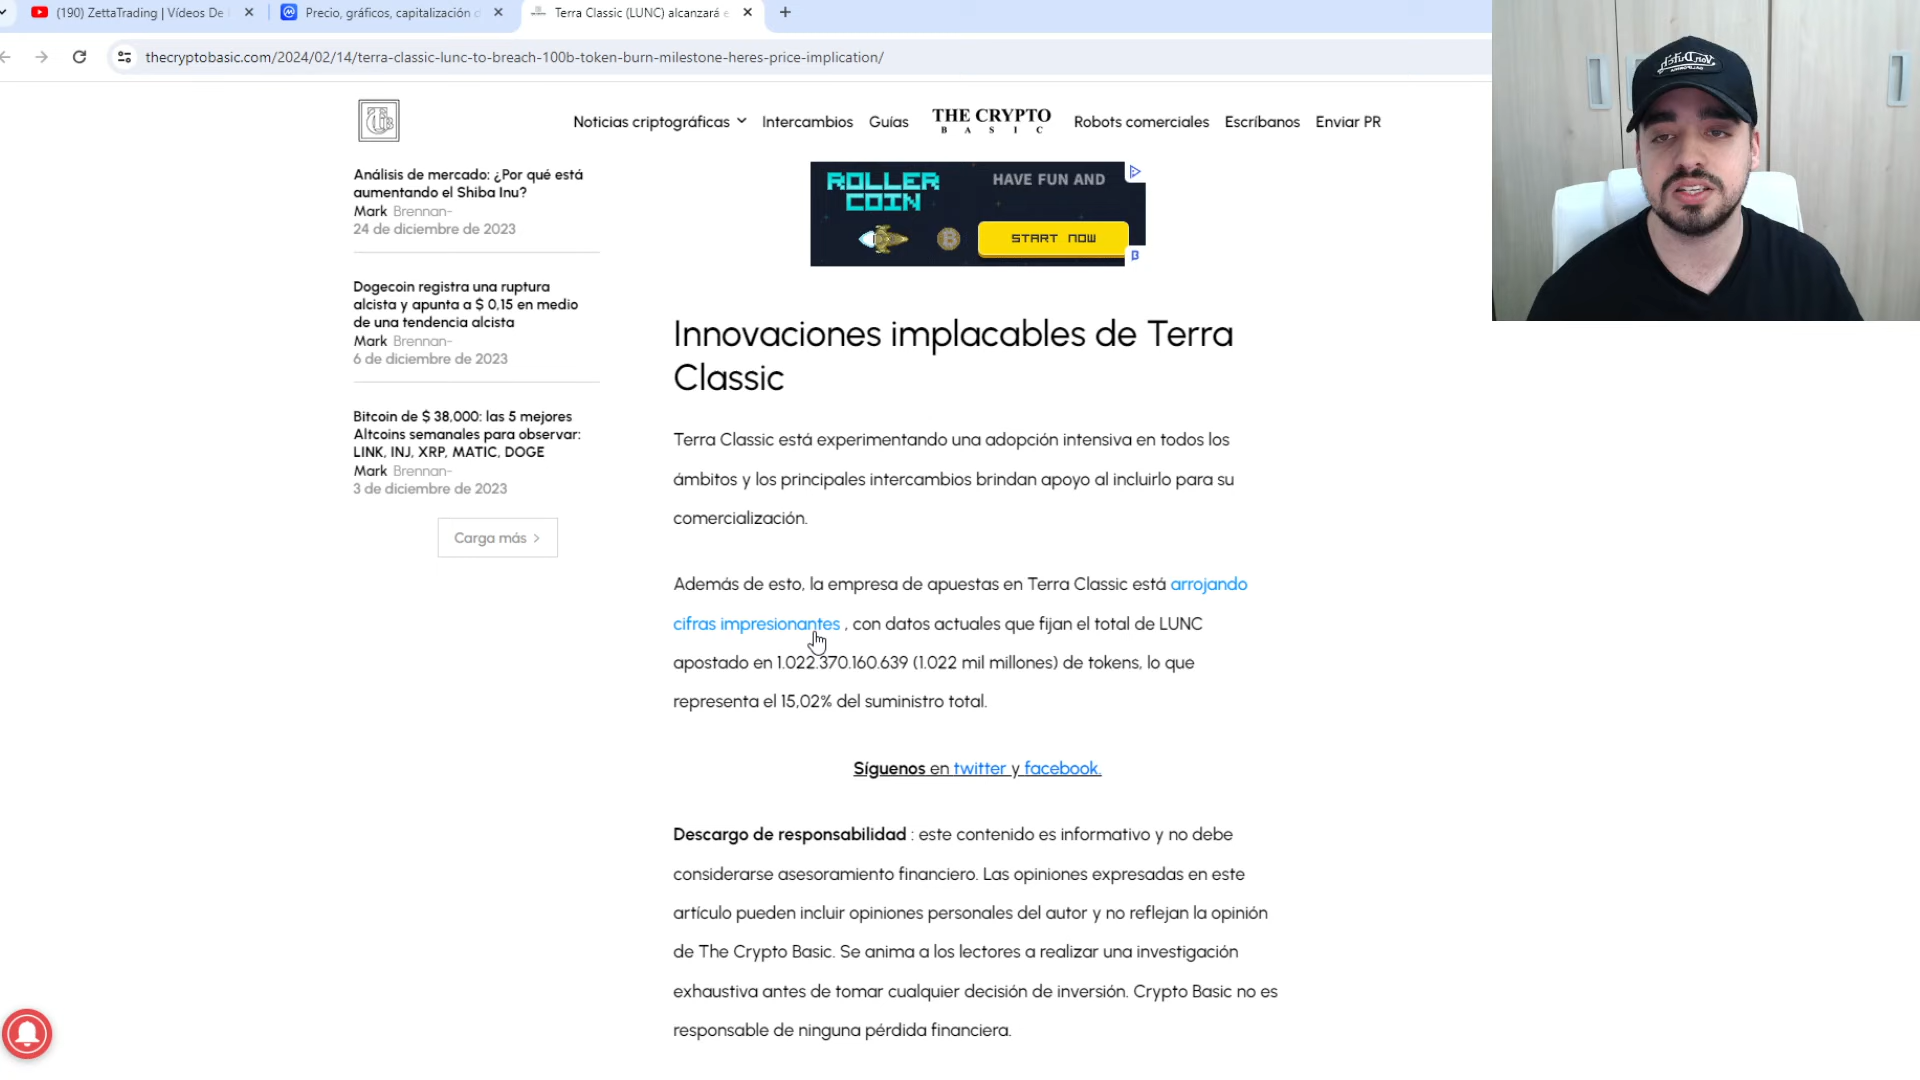 (190) ZettaTrading | Vídeos De
Precio, gráficos, capitalización
Terra Classic (LUNC) alcanzará
thecryptobasic.com/2024/02/14/terra-classic-lunc-to-breach-100b-token-burn-milestone-heres-price-implication/
Noticias criptográficas
Intercambios
Guías
THE CRYPTO
BASIC
Robots comerciales
Escríbanos
Enviar PR
Análisis de mercado: ¿Por qué está
aumentando el Shiba Inu?
Mark Brennan-
24 de diciembre de 2023
Dogecoin registra una ruptura
alcista y apunta a $ 0,15 en medio
de una tendencia alcista
Mark Brennan-
6 de diciembre de 2023
Bitcoin de $ 38,000: las 5 mejores
Altcoins semanales para observar:
LINK, INJ, XRP, MATIC, DOGE
Mark Brennan-
3 de diciembre de 2023
Carga más
ROLLER
COIN
HAVE FUN AND
START NOW
Innovaciones implacables de Terra
Classic
Terra Classic está experimentando una adopción intensiva en todos los
ámbitos y los principales intercambios brindan apoyo al incluirlo para su
comercialización.
Además de esto, la empresa de apuestas en Terra Classic está arrojando
cifras impresionantes , con datos actuales que fijan el total de LUNC
apostado en 1.022.370.160.639 (1.022 mil millones) de tokens, lo que
representa el 15,02% del suministro total.
Síguenos en twitter y facebook.
Descargo de responsabilidad : este contenido es informativo y no debe
considerarse asesoramiento financiero. Las opiniones expresadas en este
artículo pueden incluir opiniones personales del autor y no reflejan la opinión
de The Crypto Basic. Se anima a los lectores a realizar una investigación
exhaustiva antes de tomar cualquier decisión de inversión. Crypto Basic no es
responsable de ninguna pérdida financiera.